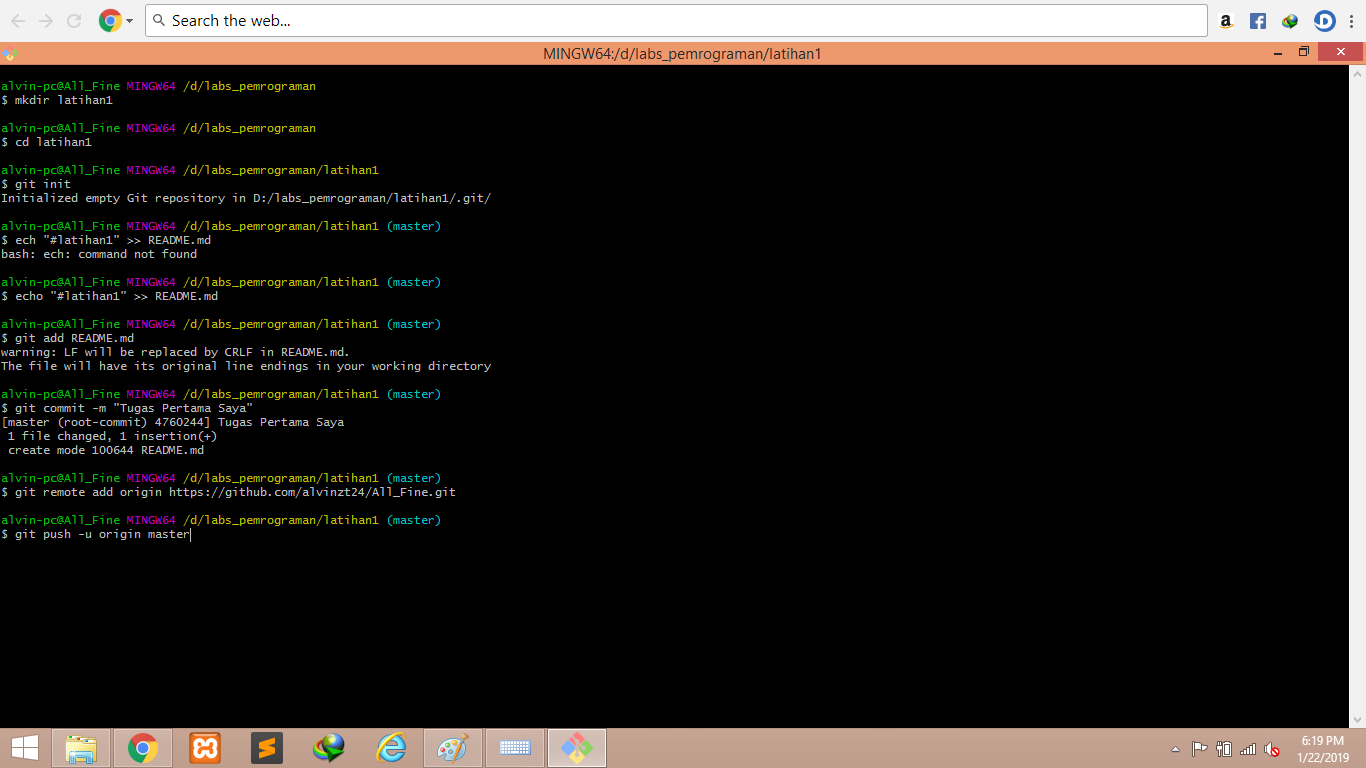 Search the web...
MINGW64:/d/labs_pemrograman/latihan1
alvin-pc@All_Fine MINGW64 /d/labs_pemrograman
$ mkdir latihan1
alvin-pc@All_Fine MINGW64 /d/labs_pemrograman
$ cd latihan1
alvin-pc@All_Fine MINGW64 /d/labs_pemrograman/latihan1
$ git init
Initialized empty Git repository in D:/labs_pemrograman/latihan1/.git/
alvin-pc@All_Fine MINGW64 /d/labs_pemrograman/latihan1 (master)
$ ech "#latihan1" >> README.md
bash: ech: command not found
alvin-pc@All_Fine MINGW64 /d/labs_pemrograman/latihan1 (master)
$ echo "#latihan1" >> README.md
alvin-pc@All_Fine MINGW64 /d/labs_pemrograman/latihan1 (master)
$ git add README.md
warning: LF will be replaced by CRLF in README.md.
The file will have its original line endings in your working directory
alvin-pc@All_Fine MINGW64 /d/labs_pemrograman/latihan1 (master)
$ git commit -m "Tugas Pertama Saya"
[master (root-commit) 4760244] Tugas Pertama Saya
 1 file changed, 1 insertion(+)
 create mode 100644 README.md
alvin-pc@All_Fine MINGW64 /d/labs_pemrograman/latihan1 (master)
$ git remote add origin https://github.com/alvinzt24/All_Fine.git
alvin-pc@All_Fine MINGW64 /d/labs_pemrograman/latihan1 (master)
$ git push -u origin master
6:19 PM
1/22/2019